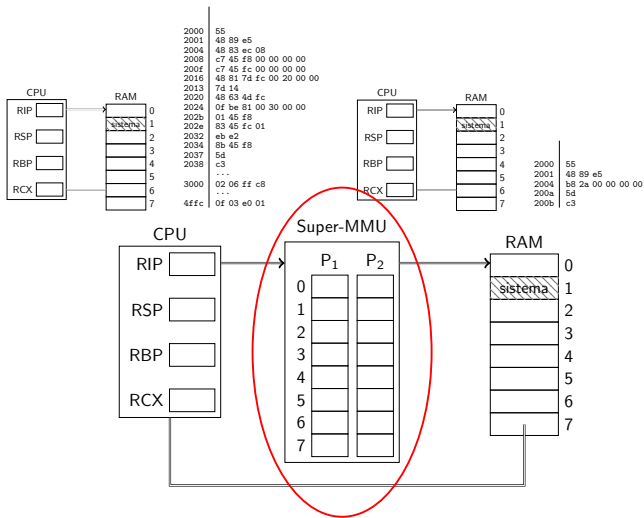 2000 55
2001 48 89 e5
2004 48 83 ec 08
2008 c7 45 f8 00 00 00 00
200f c7 45 fc 00 00 00 00
2016 48 81 7d fc 00 20 00 00
2013 7d 14
2020 48 63 4d fc
2024 0f be 81 00 30 00 00
202b 01 45 f8
202e 83 45 fc 01
2032 eb e2
2034 8b 45 f8
2037 5d
2038 c3
...
3000 02 06 ff c8
...
4ffc 0f 03 e0 01
CPU
RIP
RSP
RBP
RCX
RAM
0
sistema 1
2
3
4
5
6
7
CPU
RIP
RSP
RBP
RCX
RAM
0
sistema 1
2
3
4
5
6
7
2000 55
2001 48 89 e5
2004 b8 2a 00 00 00 00
200a 5d
200b c3
CPU
RIP
RSP
RBP
RCX
Super-MMU
P1 P2
0
1
2
3
4
5
6
7
RAM
0
sistema 1
2
3
4
5
6
7